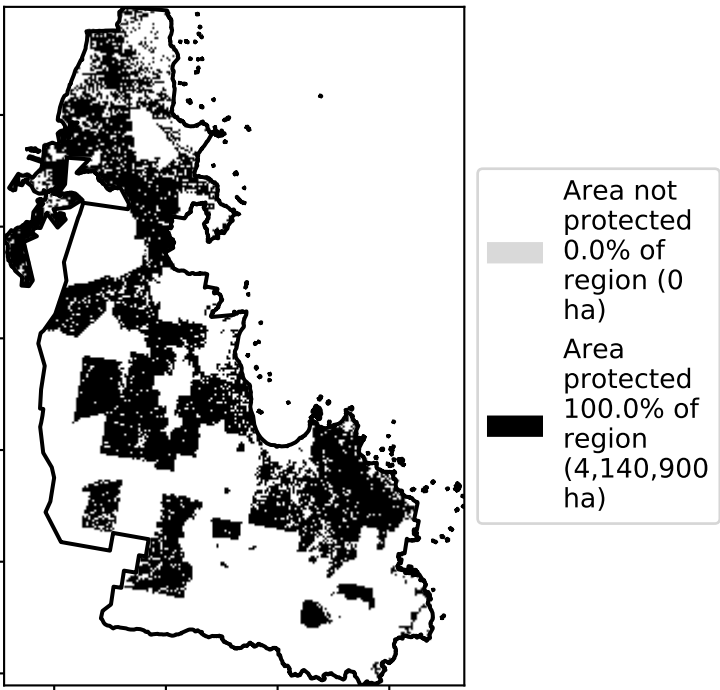 Area not
protected
0.0% of
region (0
ha)
Area
protected
100.0% of
region
(4,140,900
ha)